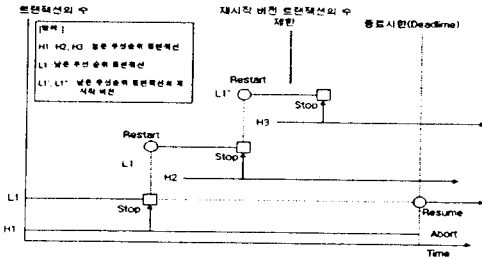 트랜잭션의 수
재시작 버전 트랜잭션의 수
제한
종료시한(Deadlime)
H1, H2, H3 높은 우선순위 트랜잭션
L1 낮은 우선 순위 트랜잭션
L1', L1" 낮은 우선순위 트랜잭션의 재
시작 버전
Restart
L1"
Stop
H3
Restart
L1
Stop
H2
L1
Stop
Resume
H1
Abort
Time